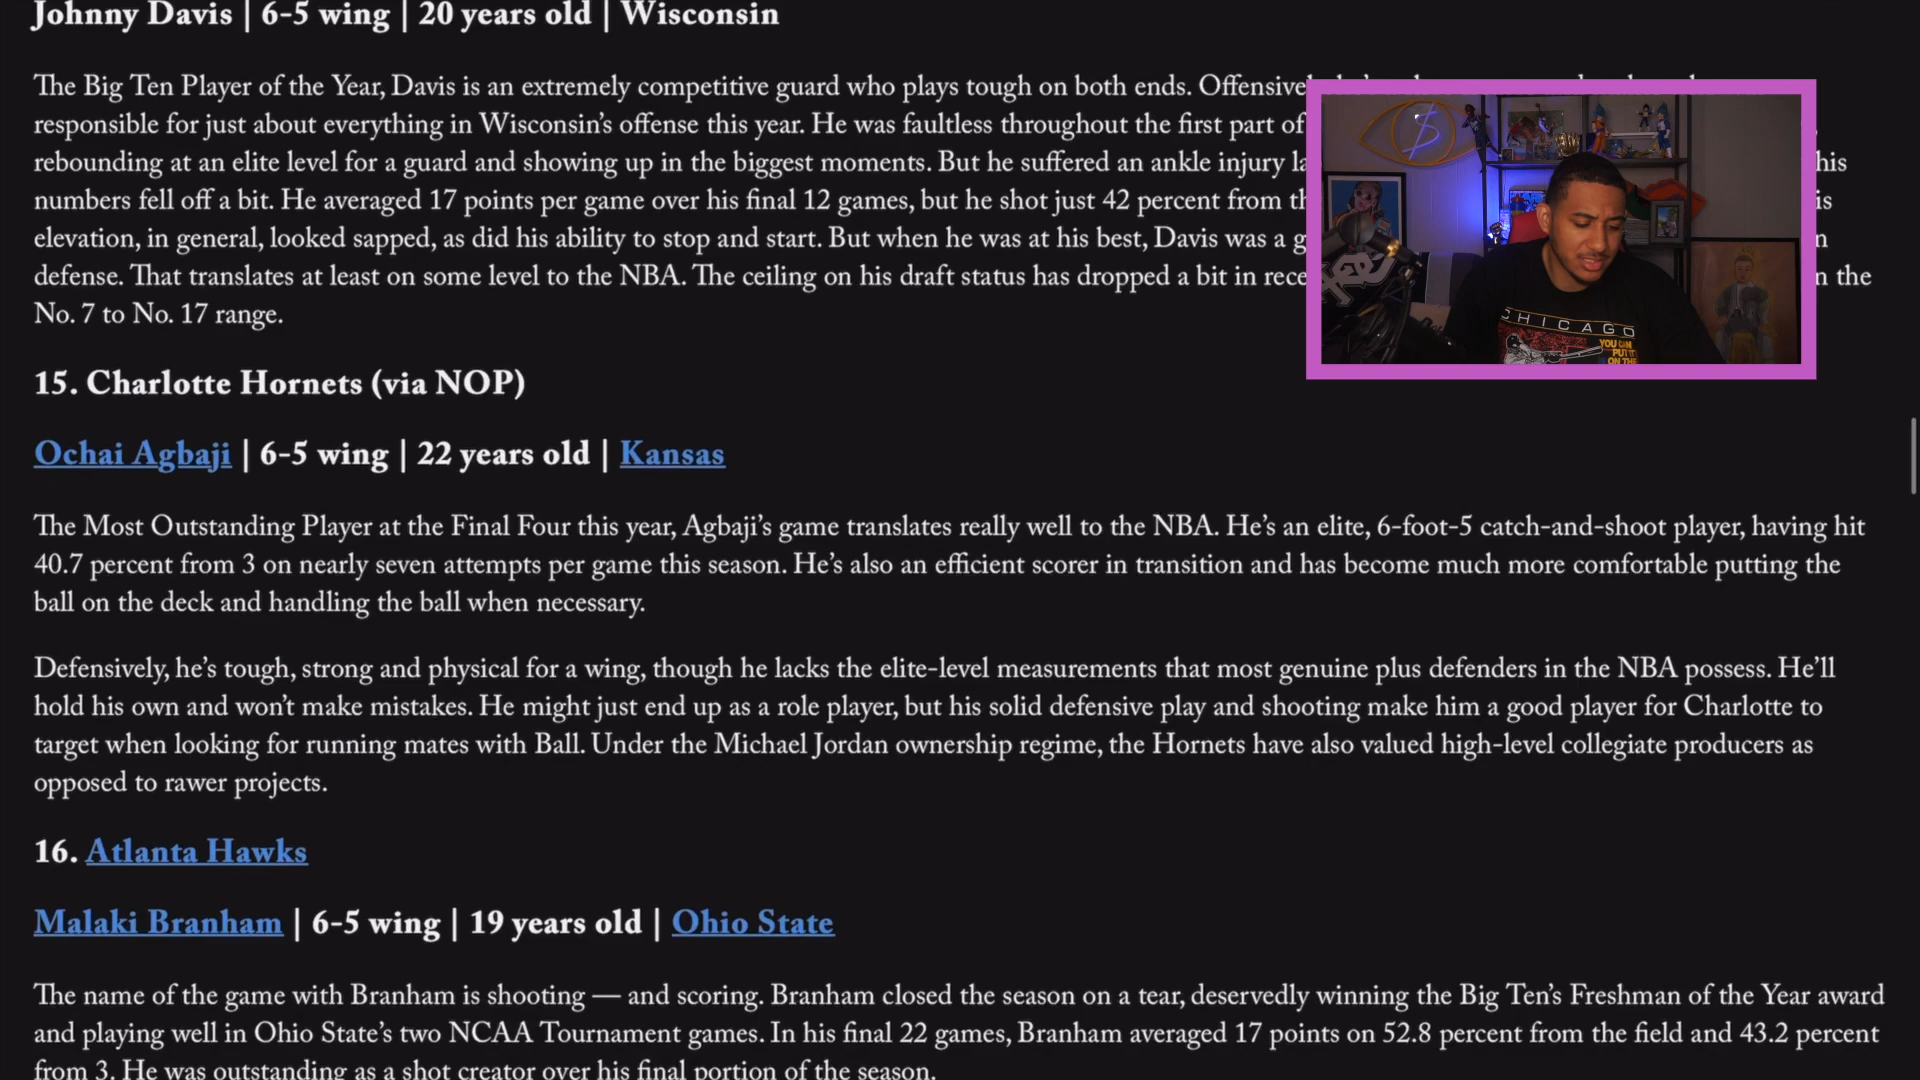 Johnny Davis | 6-5 wing | 20 years old | Wisconsin
The Big Ten Player of the Year, Davis is an extremely competitive guard who plays tough on both ends.
responsible for just about everything in Wisconsin's offense this year. He was faultless throughout the first part of
rebounding at an elite level for a guard and showing up in the biggest moments. But he suffered an ankle injury his
numbers fell off a bit. He averaged 17 points per game over his final 12 games, but he shot just 42 percent from
elevation, in general, looked sapped, as did his ability to stop and start. But when he was at his best, Davis was a
defense. That translates at least on some level to the NBA. The ceiling on his draft status has dropped a bit in the
No. 7 to No. 17 range.
CHICAGO
YOU CAN
PUT IT
ON THE
15. Charlotte Hornets (via NOP)
Ochai Agbaji | 6-5 wing | 22 years old | Kansas
The Most Outstanding Player at the Final Four this year, Agbaji's game translates really well to the NBA. He's an elite, 6-foot-5 catch-and-shoot player, having hit
40.7 percent from 3 on nearly seven attempts per game this season. He's also an efficient scorer in transition and has become much more comfortable putting the
ball on the deck and handling the ball when necessary.
Defensively, he's tough, strong and physical for a wing, though he lacks the elite-level measurements that most genuine plus defenders in the NBA possess. He'll
hold his own and won't make mistakes. He might just end up as a role player, but his solid defensive play and shooting make him a good player for Charlotte to
target when looking for running mates with Ball. Under the Michael Jordan ownership regime, the Hornets have also valued high-level collegiate producers as
opposed to rawer projects.
16. Atlanta Hawks
Malaki Branham | 6-5 wing | 19 years old | Ohio State
The name of the game with Branham is shooting — and scoring. Branham closed the season on a tear, deservedly winning the Big Ten's Freshman of the Year award
and playing well in Ohio State's two NCAA Tournament games. In his final 22 games, Branham averaged 17 points on 52.8 percent from the field and 43.2 percent
from 3. He was outstanding as a shot creator over his final portion of the season.